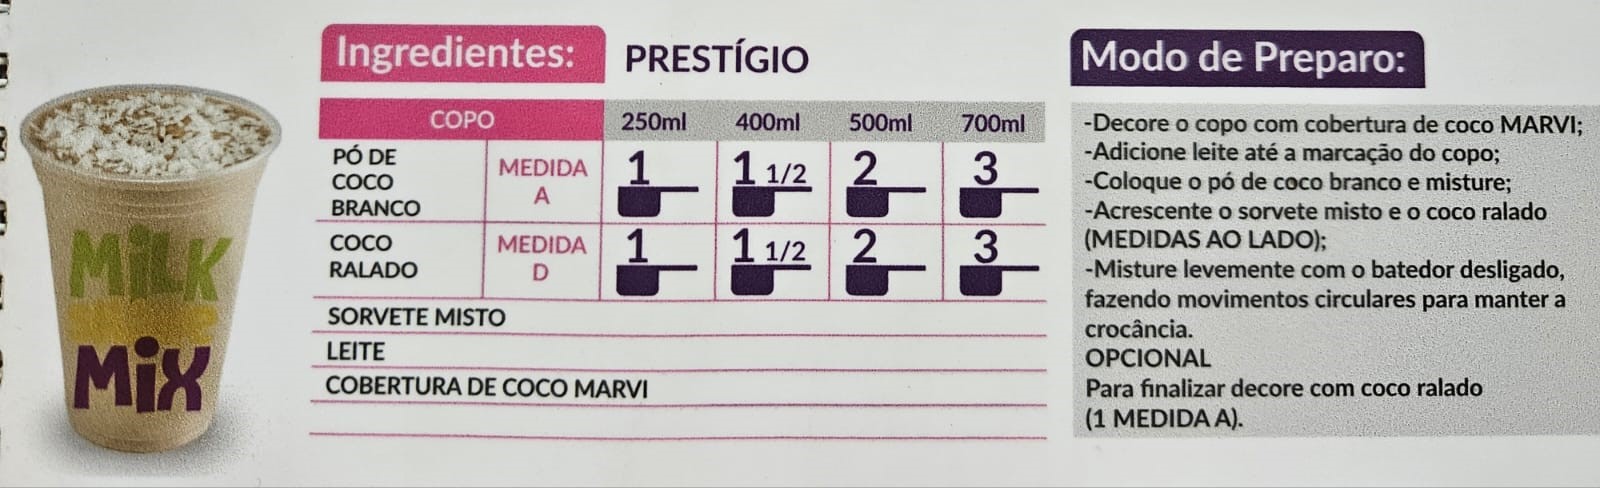 MiLK
MiX
Ingredientes: PRESTÍGIO
COPO 250ml 400ml 500ml 700ml
PÓ DE COCO BRANCO MEDIDA A 1 1 1/2 2 3
COCO RALADO MEDIDA D 1 1 1/2 2 3
SORVETE MISTO
LEITE
COBERTURA DE COCO MARVI
Modo de Preparo:
-Decore o copo com cobertura de coco MARVI;
-Adicione leite até a marcação do copo;
-Coloque o pó de coco branco e misture;
-Acrescente o sorvete misto e o coco ralado
(MEDIDAS AO LADO);
-Misture levemente com o batedor desligado,
fazendo movimentos circulares para manter a
crocância.
OPCIONAL
Para finalizar decore com coco ralado
(1 MEDIDA A).